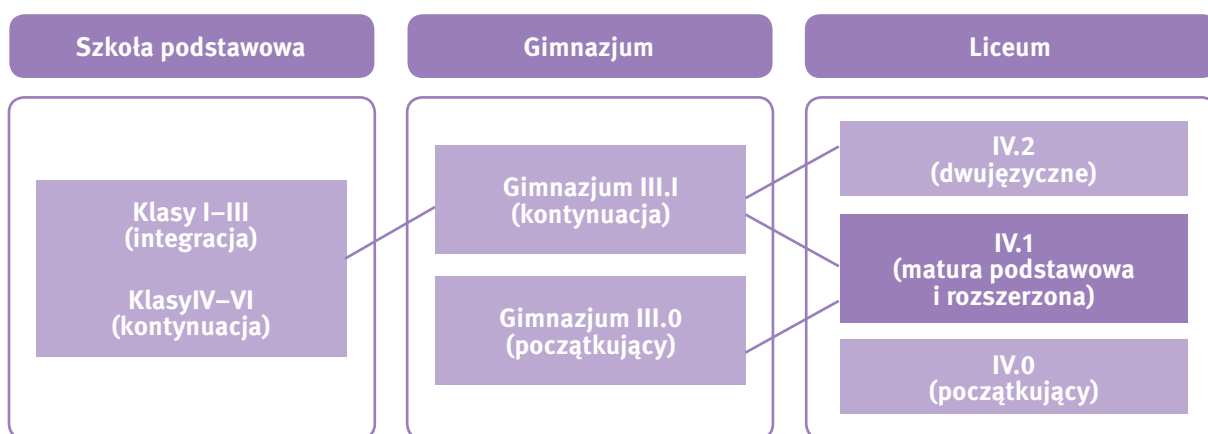 Szkoła podstawowa
Gimnazjum
Liceum
Klasy I–III
(integracja)
KlasyIV–VI
(kontynuacja)
Gimnazjum III.I
(kontynuacja)
Gimnazjum III.0
(początkujący)
IV.2
(dwujęzyczne)
IV.1
(matura podstawowa
i rozszerzona)
IV.0
(początkujący)